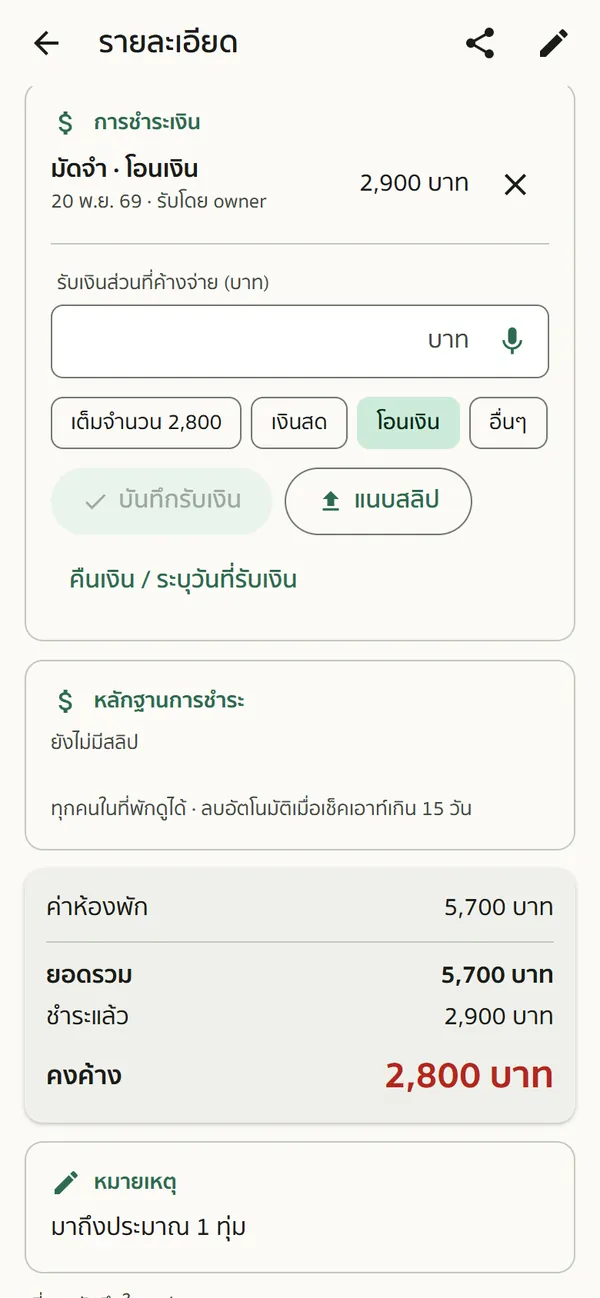 รายละเอียด
การชำระเงิน
มัดจำ · โอนเงิน
2,900 บาท
20 พ.ย. 69 · รับโดย owner
รับเงินส่วนที่ค้างจ่าย (บาท)
บาท
เต็มจำนวน 2,800 เงินสด โอนเงิน อื่นๆ
บันทึกรับเงิน แนบสลิป
คืนเงิน / ระบุวันที่รับเงิน
หลักฐานการชำระ
ยังไม่มีสลิป
ทุกคนในที่พักดูได้ · ลบอัตโนมัติเมื่อเช็คเอาท์เกิน 15 วัน
ค่าห้องพัก 5,700 บาท
ยอดรวม 5,700 บาท
ชำระแล้ว 2,900 บาท
คงค้าง 2,800 บาท
หมายเหตุ
มาถึงประมาณ 1 ทุ่ม